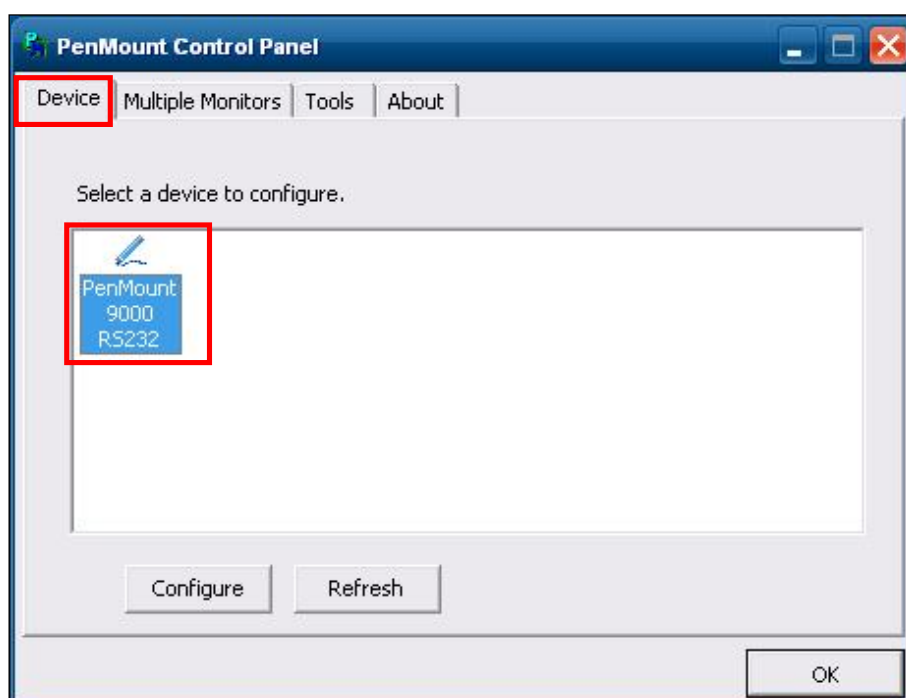 PenMount Control Panel
Device Multiple Monitors Tools About
Select a device to configure.
PenMount
9000
RS232
Configure Refresh
OK